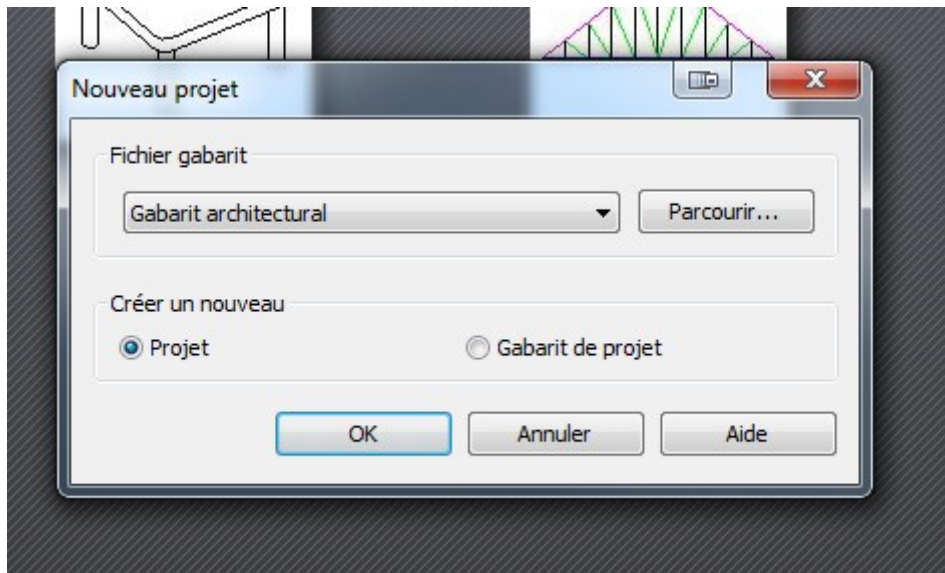 Nouveau projet
Fichier gabarit
Gabarit architectural
Parcourir...
Créer un nouveau
Projet
Gabarit de projet
OK
Annuler
Aide